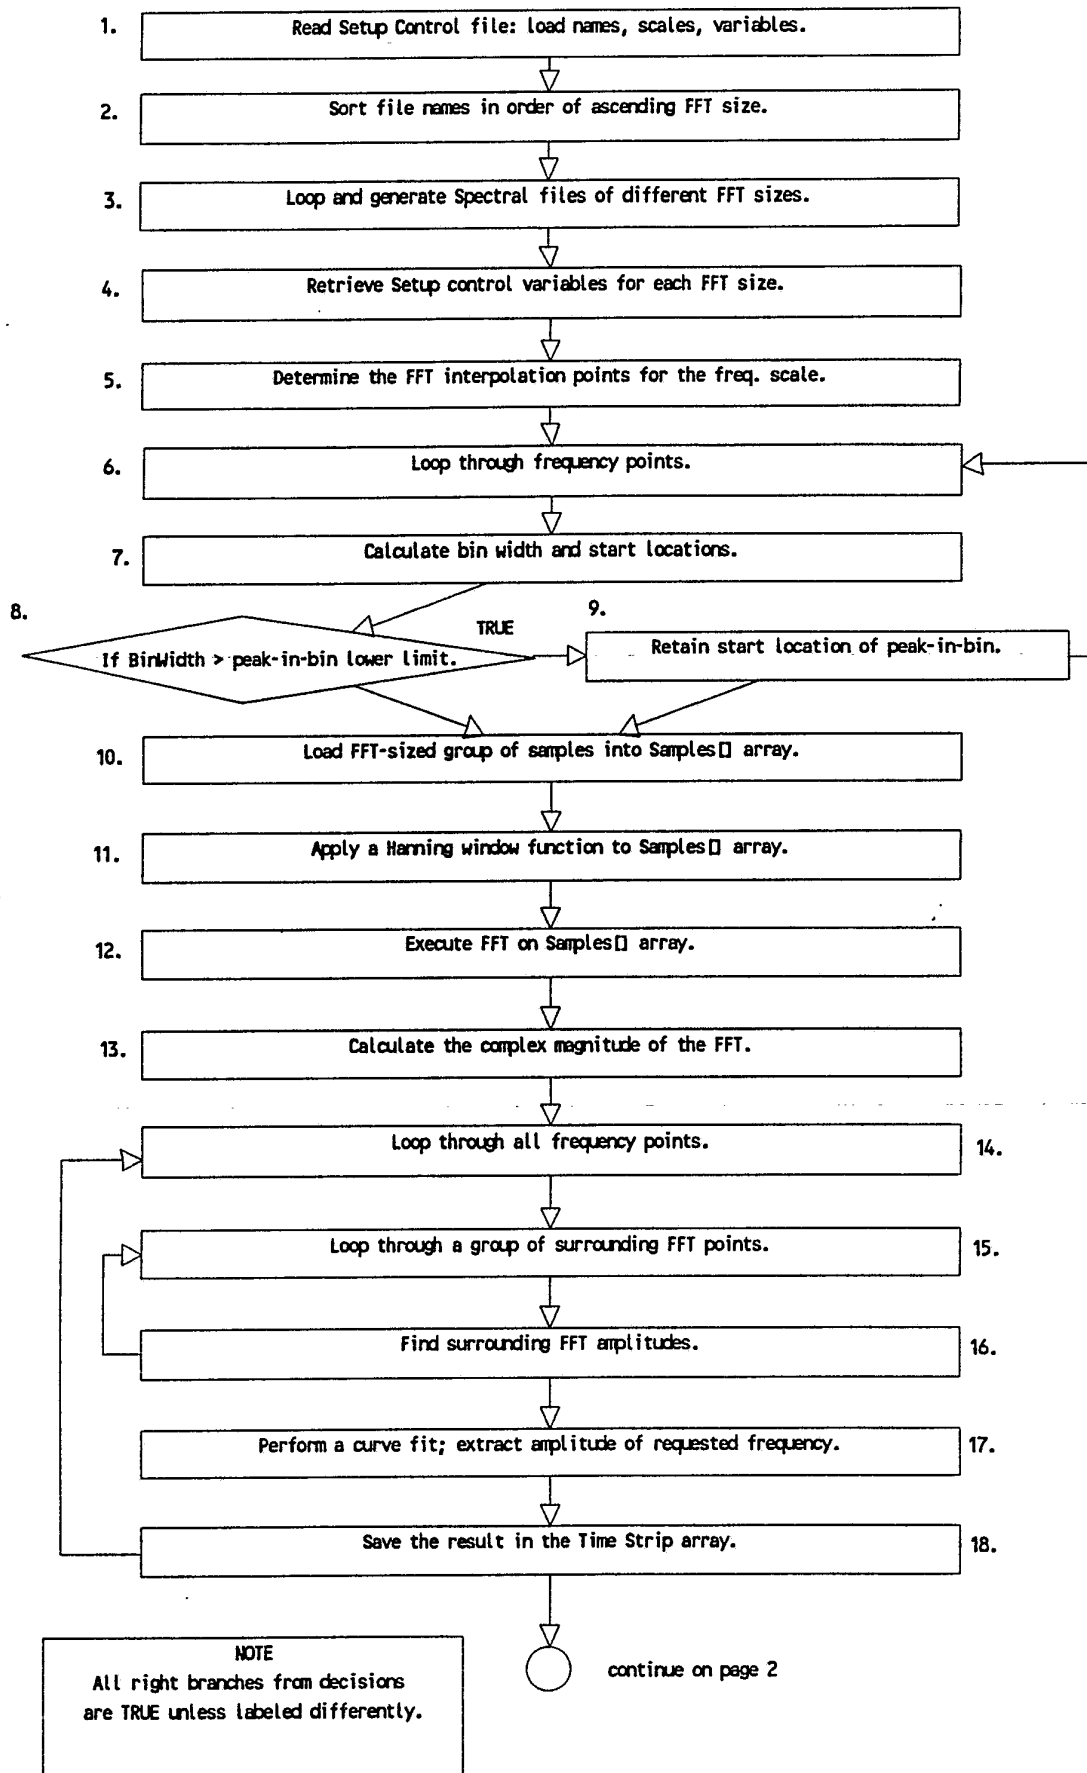 1. Read Setup Control file: load names, scales, variables.
2. Sort file names in order of ascending FFT size.
3. Loop and generate Spectral files of different FFT sizes.
4. Retrieve Setup control variables for each FFT size.
5. Determine the FFT interpolation points for the freq. scale.
6. Loop through frequency points.
7. Calculate bin width and start locations.
8. If BinWidth > peak-in-bin lower limit.
TRUE
9. Retain start location of peak-in-bin.
10. Load FFT-sized group of samples into Samples[] array.
11. Apply a Hanning window function to Samples[] array.
12. Execute FFT on Samples[] array.
13. Calculate the complex magnitude of the FFT.
Loop through all frequency points. 14.
Loop through a group of surrounding FFT points. 15.
Find surrounding FFT amplitudes. 16.
Perform a curve fit; extract amplitude of requested frequency. 17.
Save the result in the Time Strip array. 18.
continue on page 2
NOTE
All right branches from decisions
are TRUE unless labeled differently.